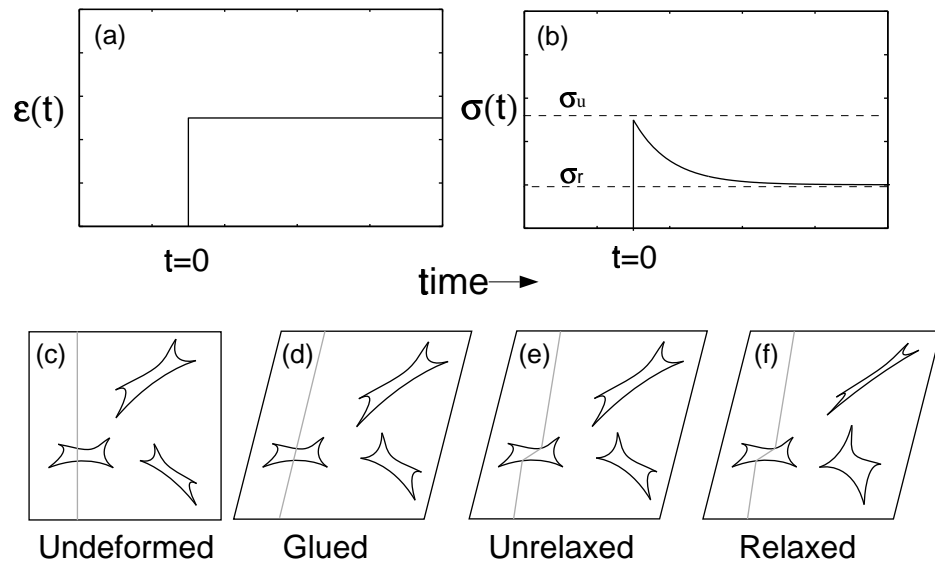 (a)
ε(t)
t=0
(b)
σ(t)
σu
σr
t=0
time
(c)
(d)
(e)
(f)
Undeformed
Glued
Unrelaxed
Relaxed